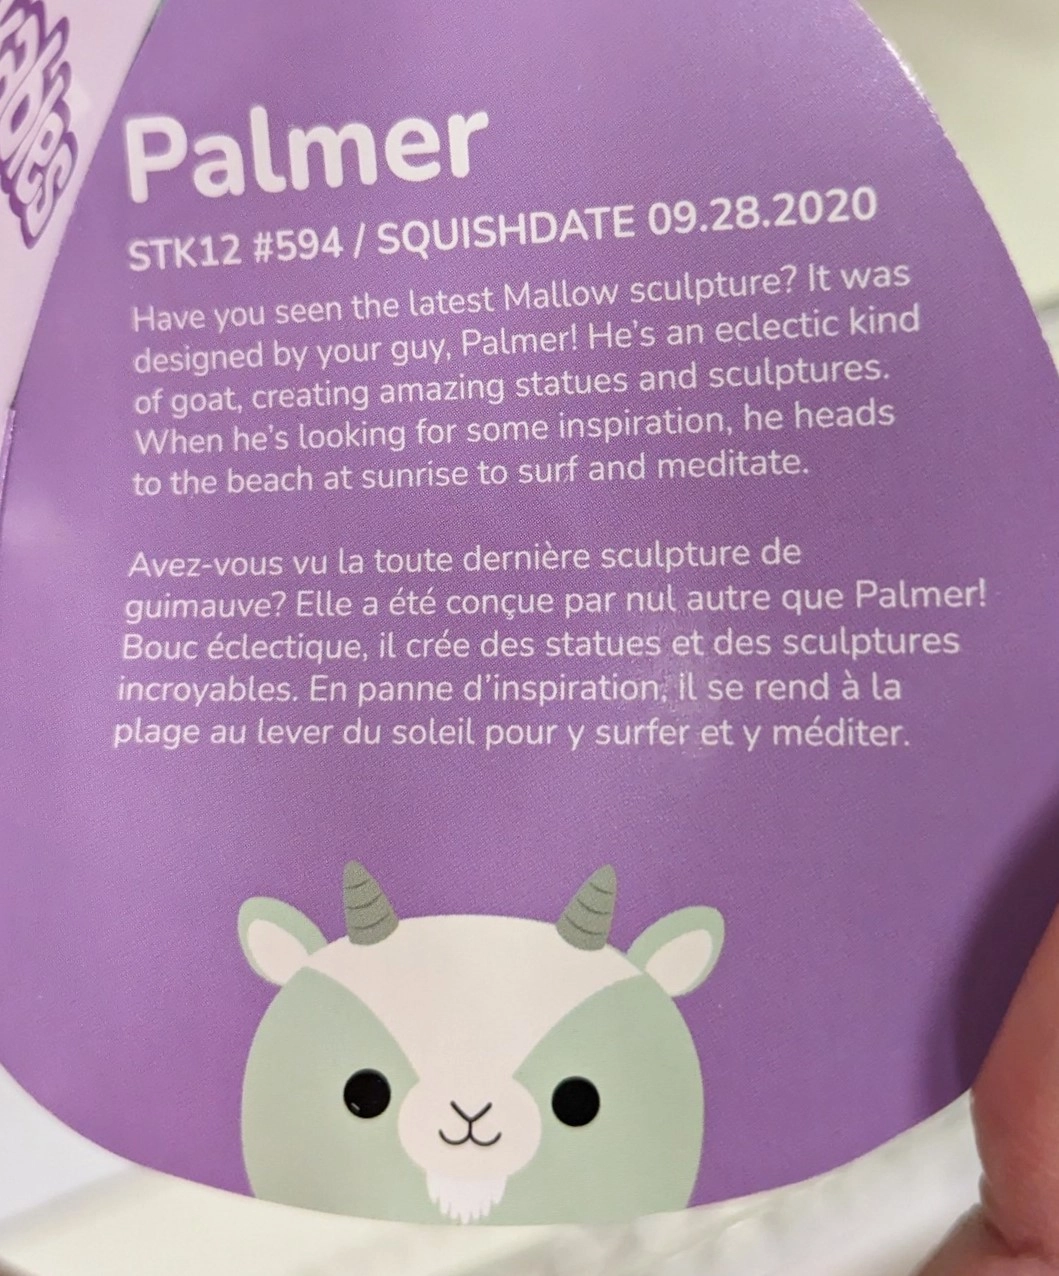 Palmer
STK12 #594 / SQUISHDATE 09.28.2020
Have you seen the latest Mallow sculpture? It was
designed by your guy, Palmer! He's an eclectic kind
of goat, creating amazing statues and sculptures.
When he's looking for some inspiration, he heads
to the beach at sunrise to surf and meditate.
Avez-vous vu la toute dernière sculpture de
guimauve? Elle a été conçue par nul autre que Palmer!
Bouc éclectique, il crée des statues et des sculptures
incroyables. En panne d'inspiration, il se rend à la
plage au lever du soleil pour y surfer et y méditer.